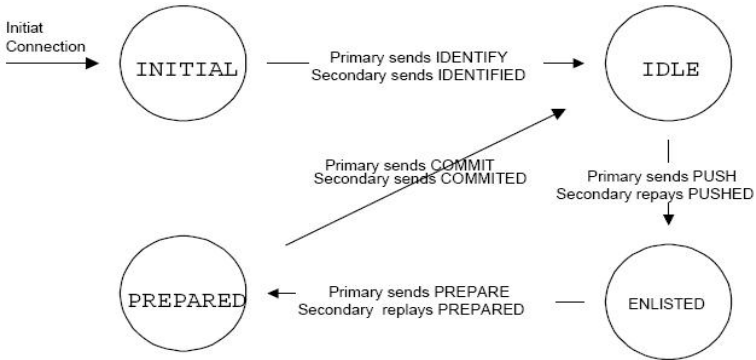 Initiat
Connection
INITIAL
Primary sends IDENTIFY
Secondary sends IDENTIFIED
IDLE
Primary sends COMMIT
Secondary sends COMMITED
Primary sends PUSH
Secondary repays PUSHED
PREPARED
Primary sends PREPARE
Secondary replays PREPARED
ENLISTED